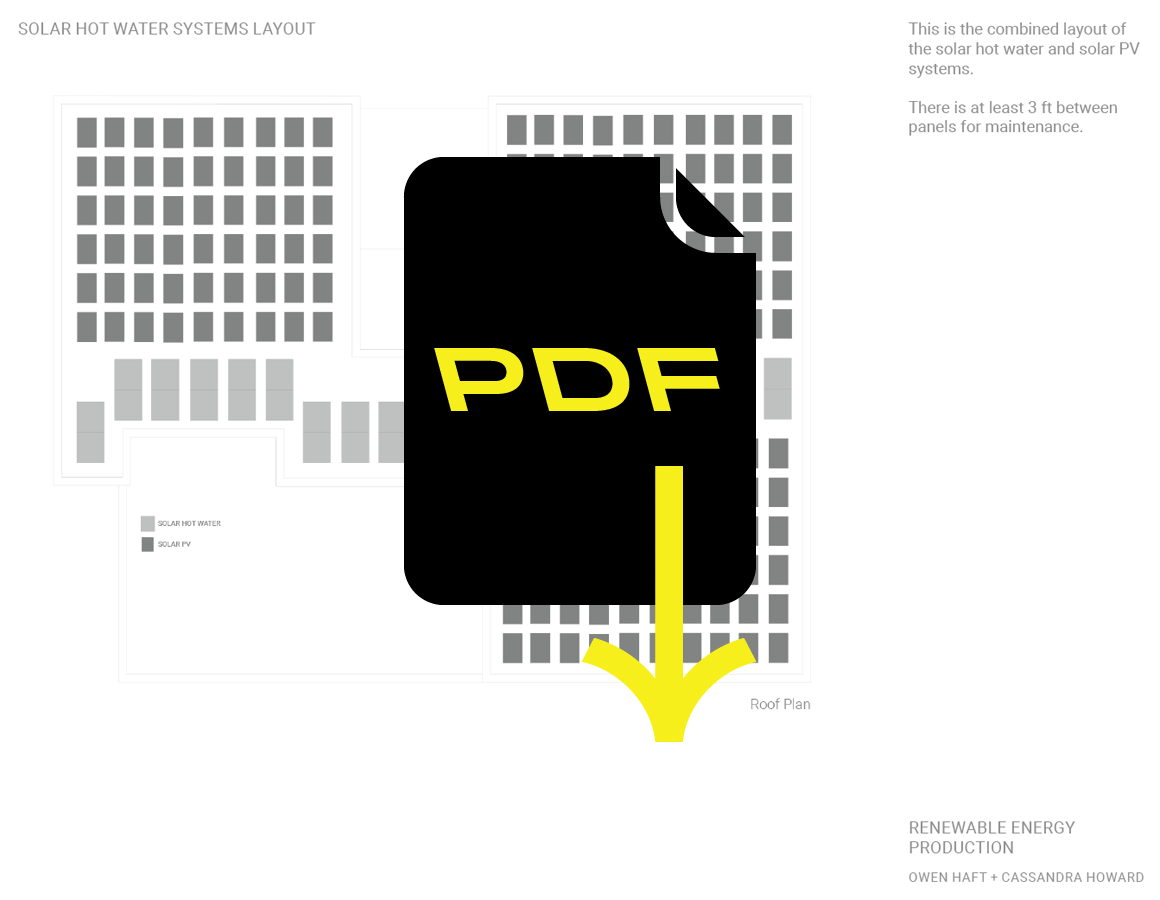 SOLAR HOT WATER SYSTEMS LAYOUT
This is the combined layout of
the solar hot water and solar PV
systems.
There is at least 3 ft between
panels for maintenance.
PDF
SOLAR HOT WATER
SOLAR PV
Roof Plan
RENEWABLE ENERGY
PRODUCTION
OWEN HAFT + CASSANDRA HOWARD